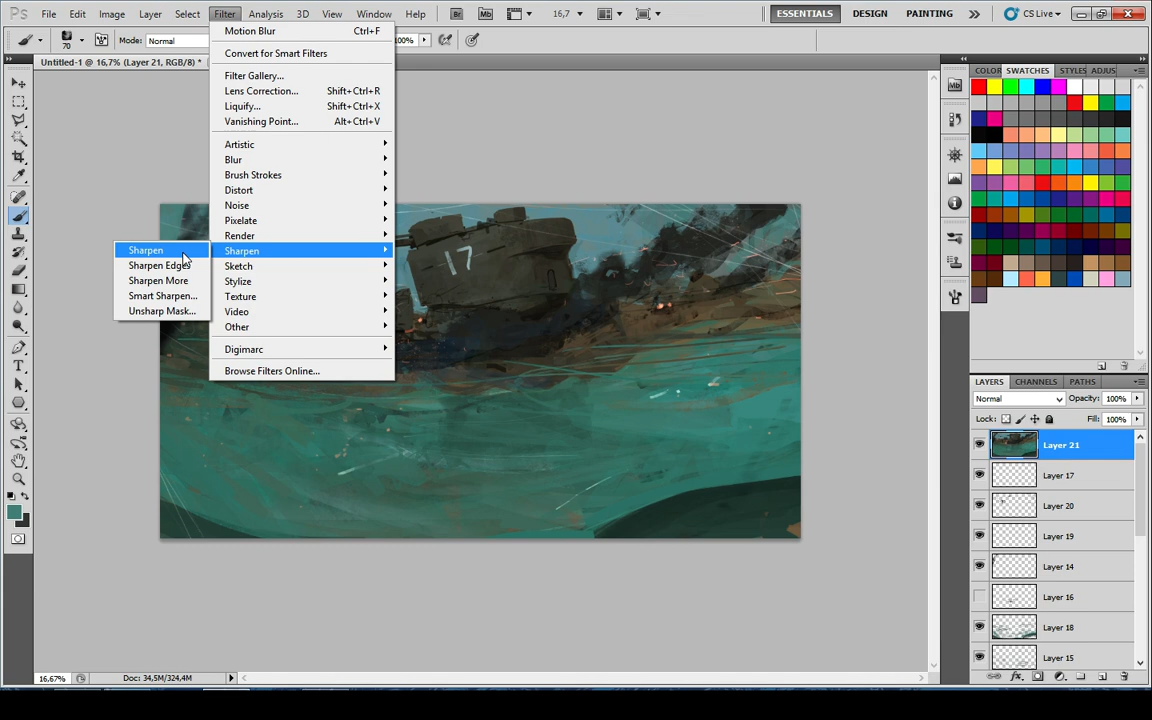 Ps File Edit Image Layer Select Filter Analysis 3D View Window Help Br Mb 16,7 ESSENTIALS DESIGN PAINTING CS Live
70 Mode: Normal 100%
Untitled-1 @ 16,7% (Layer 21, RGB/8) *
Motion Blur Ctrl+F
Convert for Smart Filters
Filter Gallery...
Lens Correction... Shift+Ctrl+R
Liquify... Shift+Ctrl+X
Vanishing Point... Alt+Ctrl+V
Artistic
Blur
Brush Strokes
Distort
Noise
Pixelate
Render
Sharpen
Sketch
Stylize
Texture
Video
Other
Digimarc
Browse Filters Online...
Sharpen
Sharpen Edges
Sharpen More
Smart Sharpen...
Unsharp Mask...
17
Mb
COLOR SWATCHES STYLES ADJUS
LAYERS CHANNELS PATHS
Normal Opacity: 100%
Lock: Fill: 100%
Layer 21
Layer 17
Layer 20
Layer 19
Layer 14
Layer 16
Layer 18
Layer 15
16,67% Doc: 34,5M/324,4M